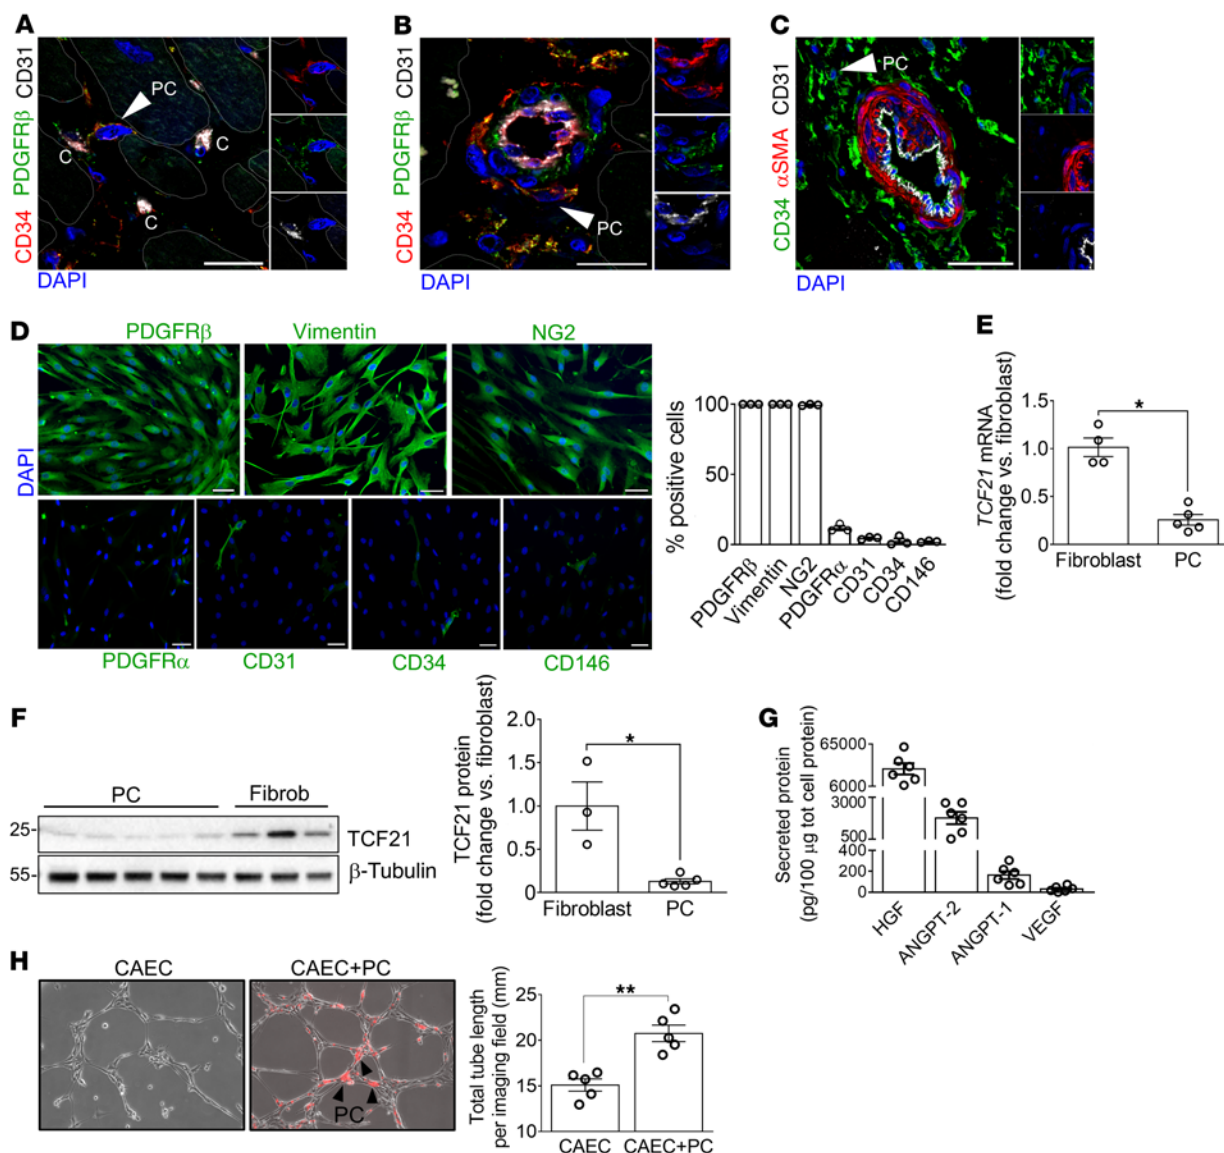 A
CD34 PDGFRβ CD31
DAPI
PC
C
C
C
B
CD34 PDGFRβ CD31
DAPI
PC
C
CD34 αSMA CD31
DAPI
PC
D
PDGFRβ Vimentin NG2
DAPI
PDGFRα CD31 CD34 CD146
% positive cells
100
50
0
PDGFRβ
Vimentin
NG2
PDGFRα
CD31
CD34
CD146
E
TCF21 mRNA
(fold change vs. fibroblast)
1.5
1.0
0.5
0
*
Fibroblast PC
F
PC Fibrob
25- TCF21
55- β-Tubulin
TCF21 protein
(fold change vs. fibroblast)
2.0
1.5
1.0
0.5
0
*
Fibroblast PC
G
Secreted protein
(pg/100 µg tot cell protein)
65000
6000
3000
500
400
200
0
HGF
ANGPT-2
ANGPT-1
VEGF
H
CAEC CAEC+PC
PC
Total tube length
per imaging field (mm)
25
20
15
10
**
CAEC CAEC+PC